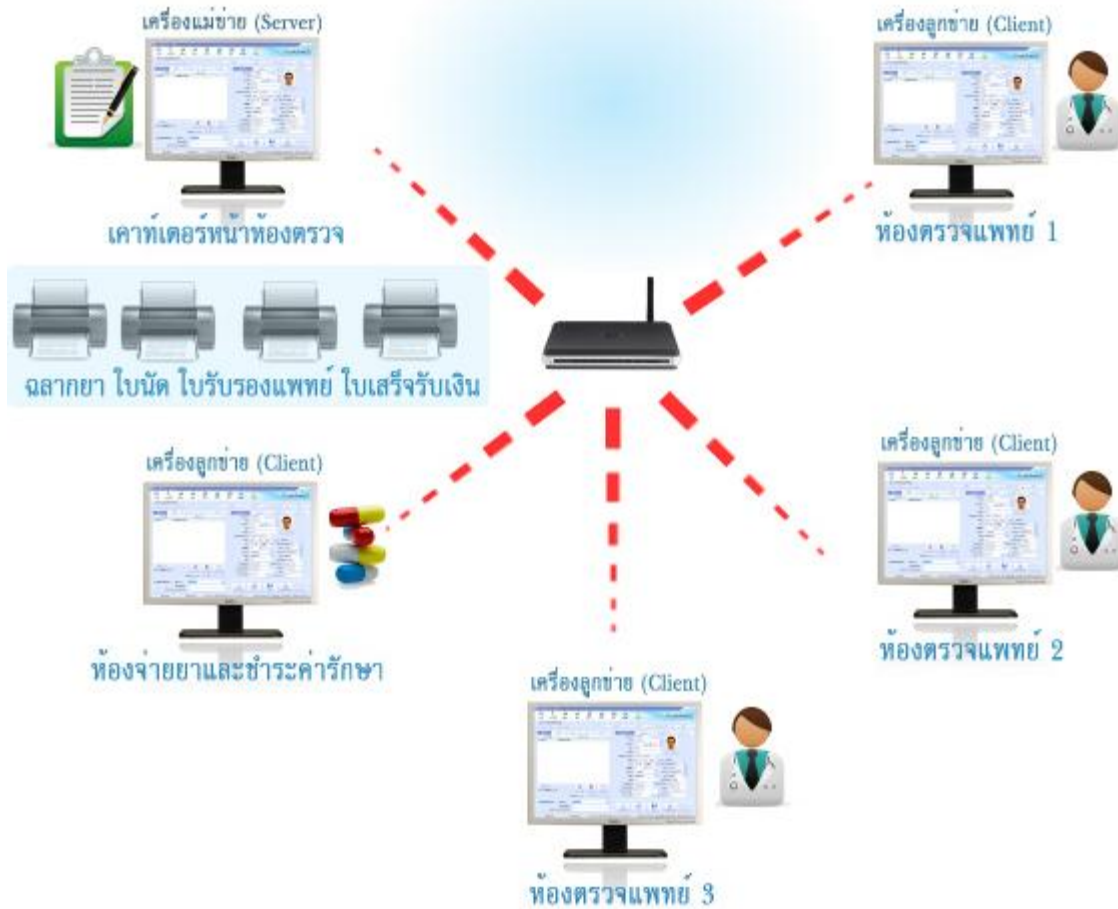 เครื่องแม่ข่าย (Server)
เคาท์เตอร์หน้าห้องตรวจ
เครื่องลูกข่าย (Client)
ห้องตรวจแพทย์ 1
ฉลากยา ใบนัด ใบรับรองแพทย์ ใบเสร็จรับเงิน
เครื่องลูกข่าย (Client)
ห้องจ่ายยาและชำระค่ารักษา
เครื่องลูกข่าย (Client)
ห้องตรวจแพทย์ 2
เครื่องลูกข่าย (Client)
ห้องตรวจแพทย์ 3